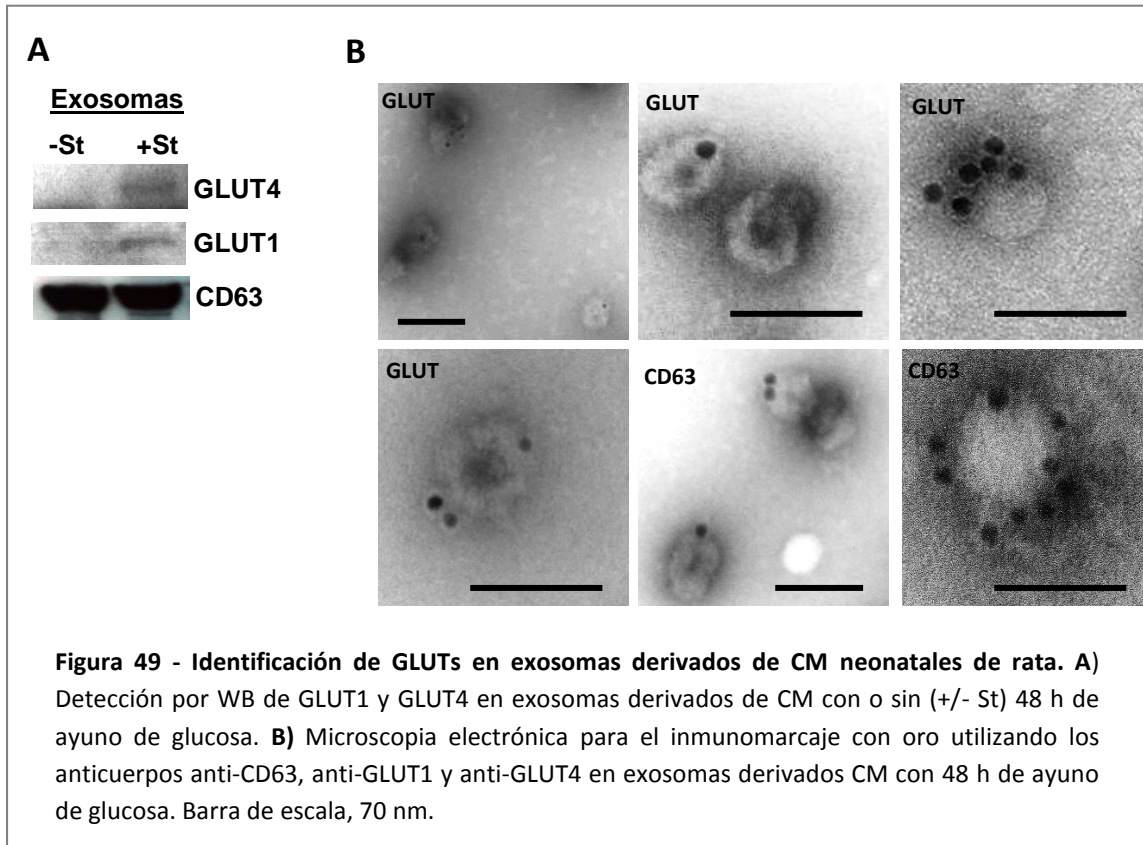 A
B
Exosomas
-St +St
GLUT4
GLUT1
CD63
GLUT
GLUT
GLUT
GLUT
CD63
CD63
Figura 49 - Identificación de GLUTs en exosomas derivados de CM neonatales de rata. A)
Detección por WB de GLUT1 y GLUT4 en exosomas derivados de CM con o sin (+/- St) 48 h de
ayuno de glucosa. B) Microscopia electrónica para el inmunomarcaje con oro utilizando los
anticuerpos anti-CD63, anti-GLUT1 y anti-GLUT4 en exosomas derivados CM con 48 h de ayuno
de glucosa. Barra de escala, 70 nm.